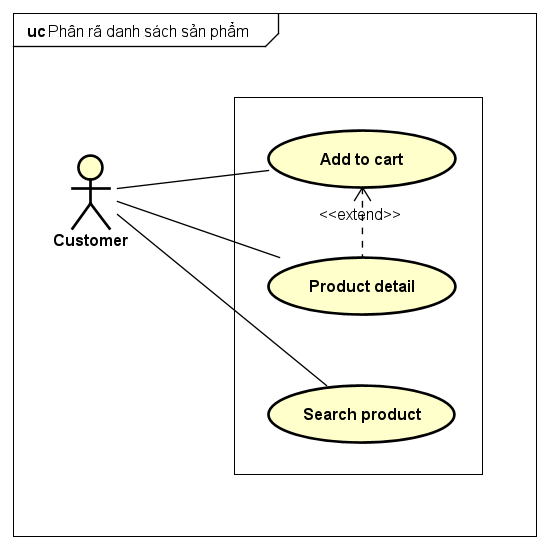 uc Phân rã danh sách sản phẩm
Add to cart
<<extend>>
Customer
Product detail
Search product